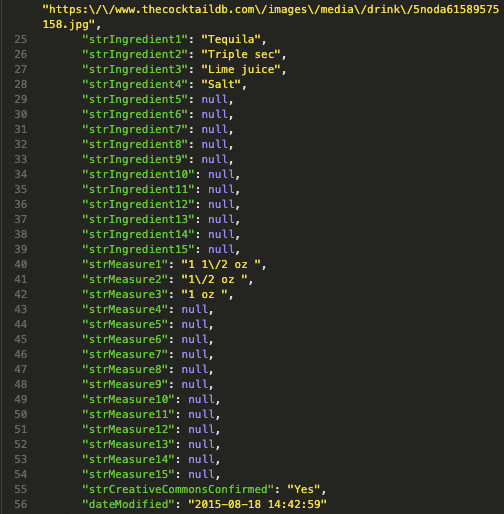 "https:\/\/www.thecocktaildb.com\/images\/media\/drink\/5noda61589575
158.jpg",
25 "strIngredient1": "Tequila",
26 "strIngredient2": "Triple sec",
27 "strIngredient3": "Lime juice",
28 "strIngredient4": "Salt",
29 "strIngredient5": null,
30 "strIngredient6": null,
31 "strIngredient7": null,
32 "strIngredient8": null,
33 "strIngredient9": null,
34 "strIngredient10": null,
35 "strIngredient11": null,
36 "strIngredient12": null,
37 "strIngredient13": null,
38 "strIngredient14": null,
39 "strIngredient15": null,
40 "strMeasure1": "1 1\/2 oz ",
41 "strMeasure2": "1\/2 oz ",
42 "strMeasure3": "1 oz ",
43 "strMeasure4": null,
44 "strMeasure5": null,
45 "strMeasure6": null,
46 "strMeasure7": null,
47 "strMeasure8": null,
48 "strMeasure9": null,
49 "strMeasure10": null,
50 "strMeasure11": null,
51 "strMeasure12": null,
52 "strMeasure13": null,
53 "strMeasure14": null,
54 "strMeasure15": null,
55 "strCreativeCommonsConfirmed": "Yes",
56 "dateModified": "2015-08-18 14:42:59"